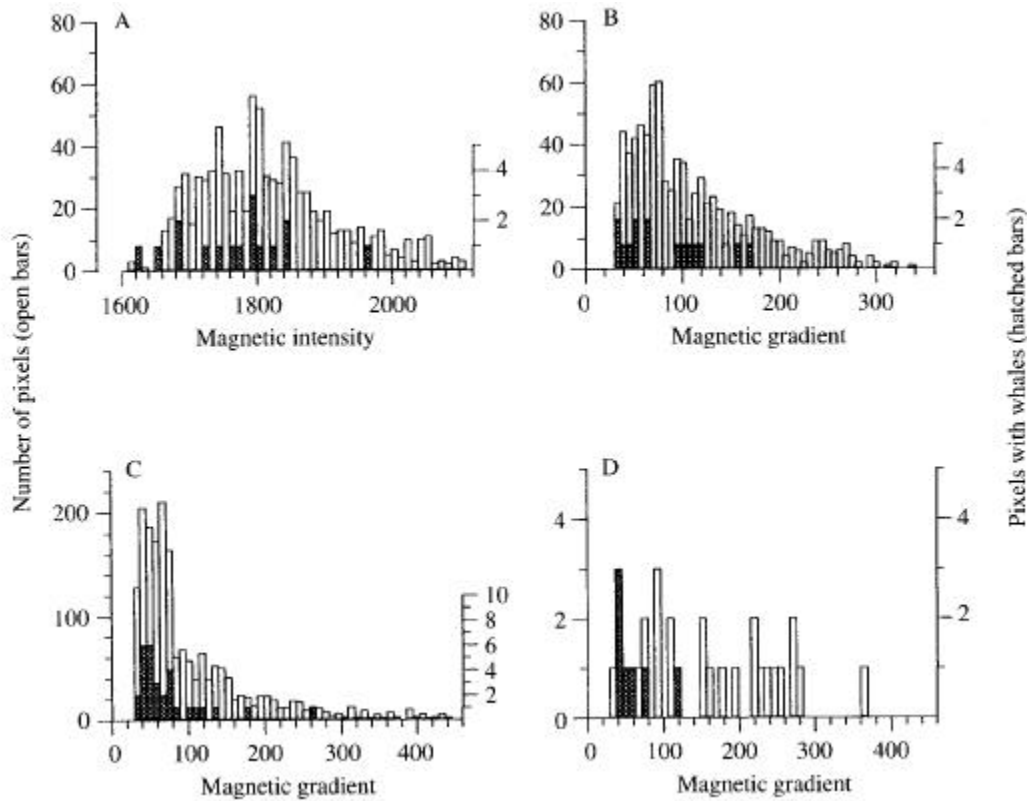 Number of pixels (open bars)
A
80
60
40
20
0
4
2
1600 1800 2000
Magnetic intensity
B
80
60
40
20
0
4
2
0 100 200 300
Magnetic gradient
C
200
100
0
10
8
6
4
2
0 100 200 300 400
Magnetic gradient
D
4
2
0
4
2
0 100 200 300 400
Magnetic gradient
Pixels with whales (hatched bars)